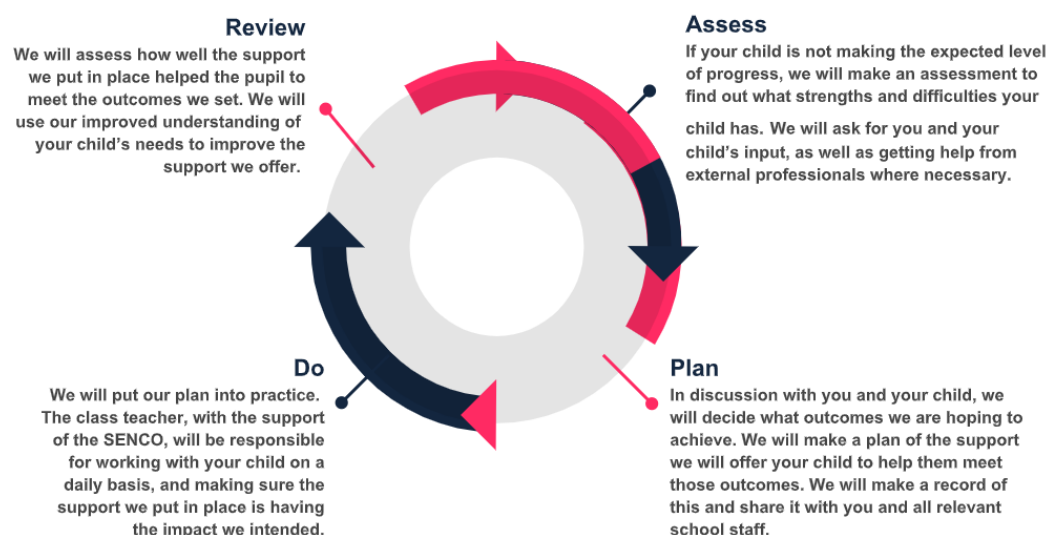 Review
We will assess how well the support
we put in place helped the pupil to
meet the outcomes we set. We will
use our improved understanding of
your child's needs to improve the
support we offer.
Assess
If your child is not making the expected level
of progress, we will make an assessment to
find out what strengths and difficulties your
child has. We will ask for you and your
child's input, as well as getting help from
external professionals where necessary.
Do
We will put our plan into practice.
The class teacher, with the support
of the SENCO, will be responsible
for working with your child on a
daily basis, and making sure the
support we put in place is having
the impact we intended.
Plan
In discussion with you and your child, we
will decide what outcomes we are hoping to
achieve. We will make a plan of the support
we will offer your child to help them meet
those outcomes. We will make a record of
this and share it with you and all relevant
school staff.